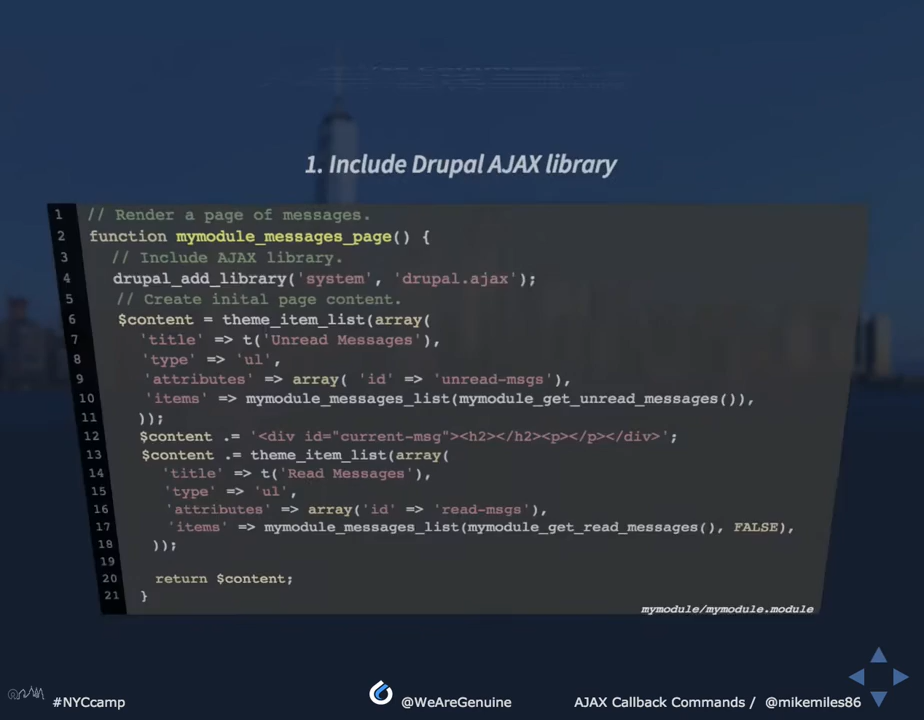 1. Include Drupal AJAX library
1 // Render a page of messages.
2 function mymodule_messages_page() {
3 // Include AJAX library.
4 drupal_add_library('system', 'drupal.ajax');
5 // Create inital page content.
6 $content = theme_item_list(array(
7 'title' => t('Unread Messages'),
8 'type' => 'ul',
9 'attributes' => array( 'id' => 'unread-msgs'),
10 'items' => mymodule_messages_list(mymodule_get_unread_messages()),
11 ));
12 $content .= '<div id="current-msg"><h2></h2><p></p></div>';
13 $content .= theme_item_list(array(
14 'title' => t('Read Messages'),
15 'type' => 'ul',
16 'attributes' => array('id' => 'read-msgs'),
17 'items' => mymodule_messages_list(mymodule_get_read_messages(), FALSE),
18 ));
19
20 return $content;
21 }
mymodule/mymodule.module
#NYCcamp
@WeAreGenuine
AJAX Callback Commands / @mikemiles86